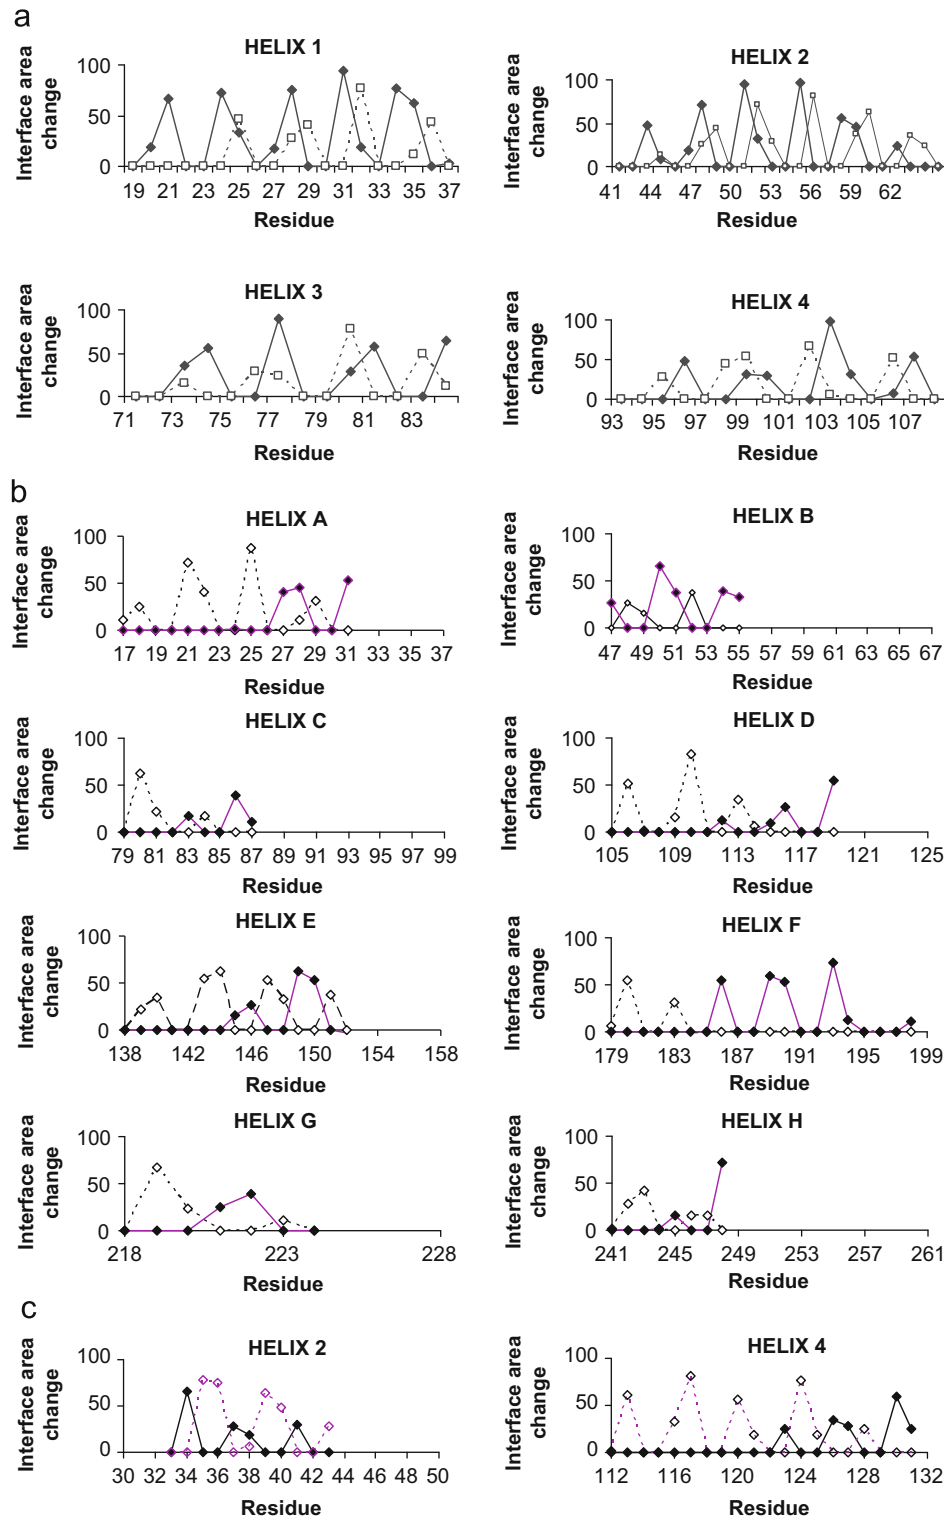 a
HELIX 1
Interface area change
100
50
0
19 21 23 25 27 29 31 33 35 37
Residue
HELIX 2
Interface area change
100
50
0
41 44 47 50 53 56 59 62
Residue
HELIX 3
Interface area change
100
50
0
71 73 75 77 79 81 83
Residue
HELIX 4
Interface area change
100
50
0
93 95 97 99 101 103 105 107
Residue
b
HELIX A
Interface area change
100
50
0
17 19 21 23 25 27 29 31 33 35 37
Residue
HELIX B
Interface area change
100
50
0
47 49 51 53 55 57 59 61 63 65 67
Residue
HELIX C
Interface area change
100
50
0
79 81 83 85 87 89 91 93 95 97 99
Residue
HELIX D
Interface area change
100
50
0
105 109 113 117 121 125
Residue
HELIX E
Interface area change
100
50
0
138 142 146 150 154 158
Residue
HELIX F
Interface area change
100
50
0
179 183 187 191 195 199
Residue
HELIX G
Interface area change
100
50
0
218 223 228
Residue
HELIX H
Interface area change
100
50
0
241 245 249 253 257 261
Residue
c
HELIX 2
Interface area change
100
50
0
30 32 34 36 38 40 42 44 46 48 50
Residue
HELIX 4
Interface area change
100
50
0
112 116 120 124 128 132
Residue